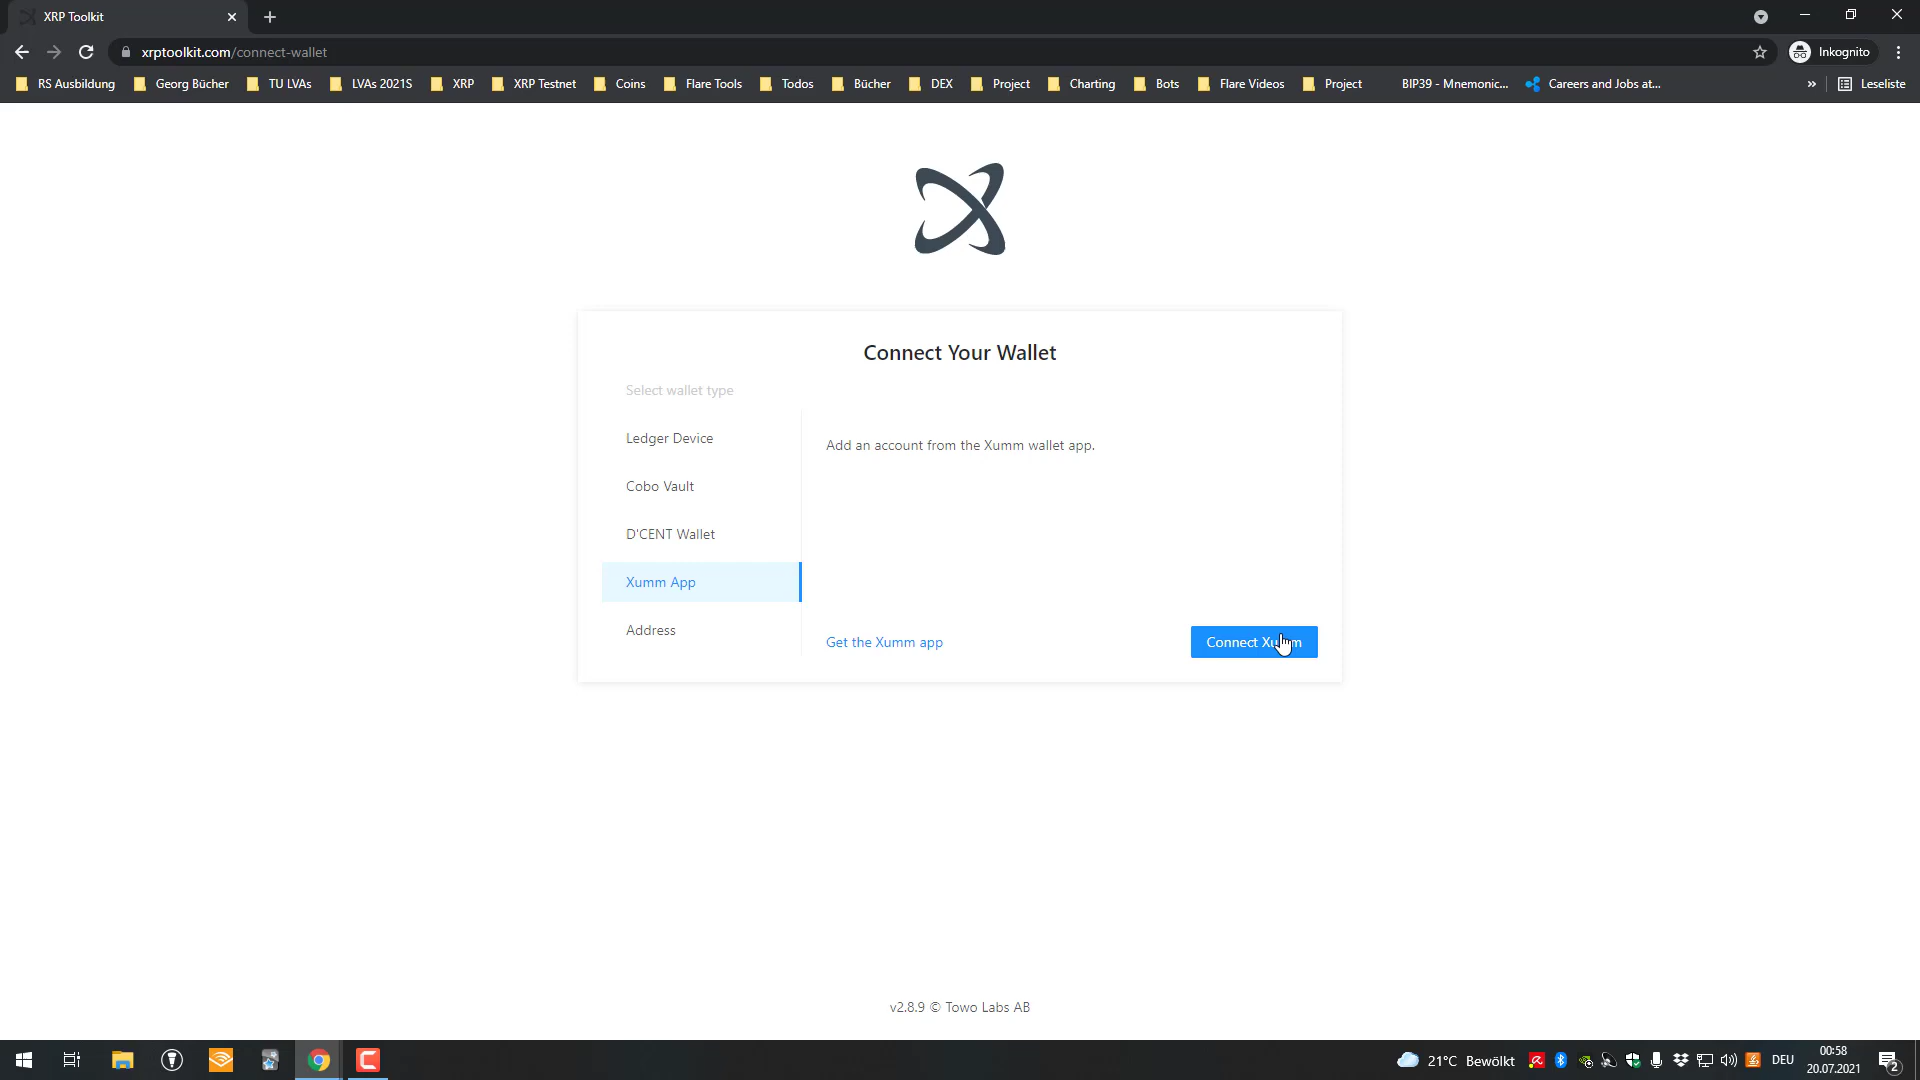 XRP Toolkit
xrptoolkit.com/connect-wallet
Inkognito
RS Ausbildung Georg Bücher TU LVAs LVAs 2021S XRP XRP Testnet Coins Flare Tools Todos Bücher DEX Project Charting Bots Flare Videos Project BIP39 - Mnemonic... Careers and Jobs at... » Leseliste
Connect Your Wallet
Select wallet type
Ledger Device
Add an account from the Xumm wallet app.
Cobo Vault
D'CENT Wallet
Xumm App
Address
Get the Xumm app
Connect Xumm
v2.8.9 © Towo Labs AB
21°C Bewölkt
DEU
00:58
20.07.2021
2